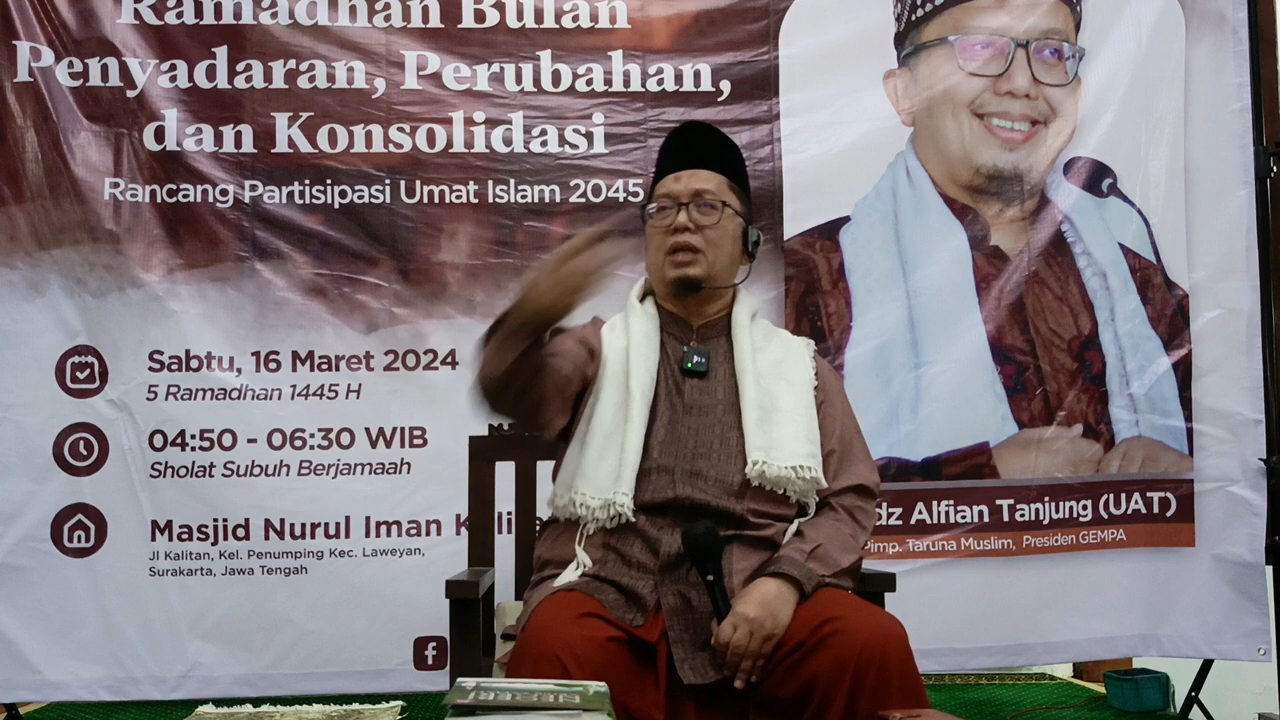 Ramadhan Bulan
Penyadaran, Perubahan,
dan Konsolidasi
Rancang Partisipasi Umat Islam 2045
Sabtu, 16 Maret 2024
5 Ramadhan 1445 H
04:50 - 06:30 WIB
Sholat Subuh Berjamaah
Masjid Nurul Iman
Jl Kalitan, Kel. Penumping Kec. Laweyan,
Surakarta, Jawa Tengah
dz Alfian Tanjung (UAT)
Pimp. Taruna Muslim, Presiden GEMPA
f